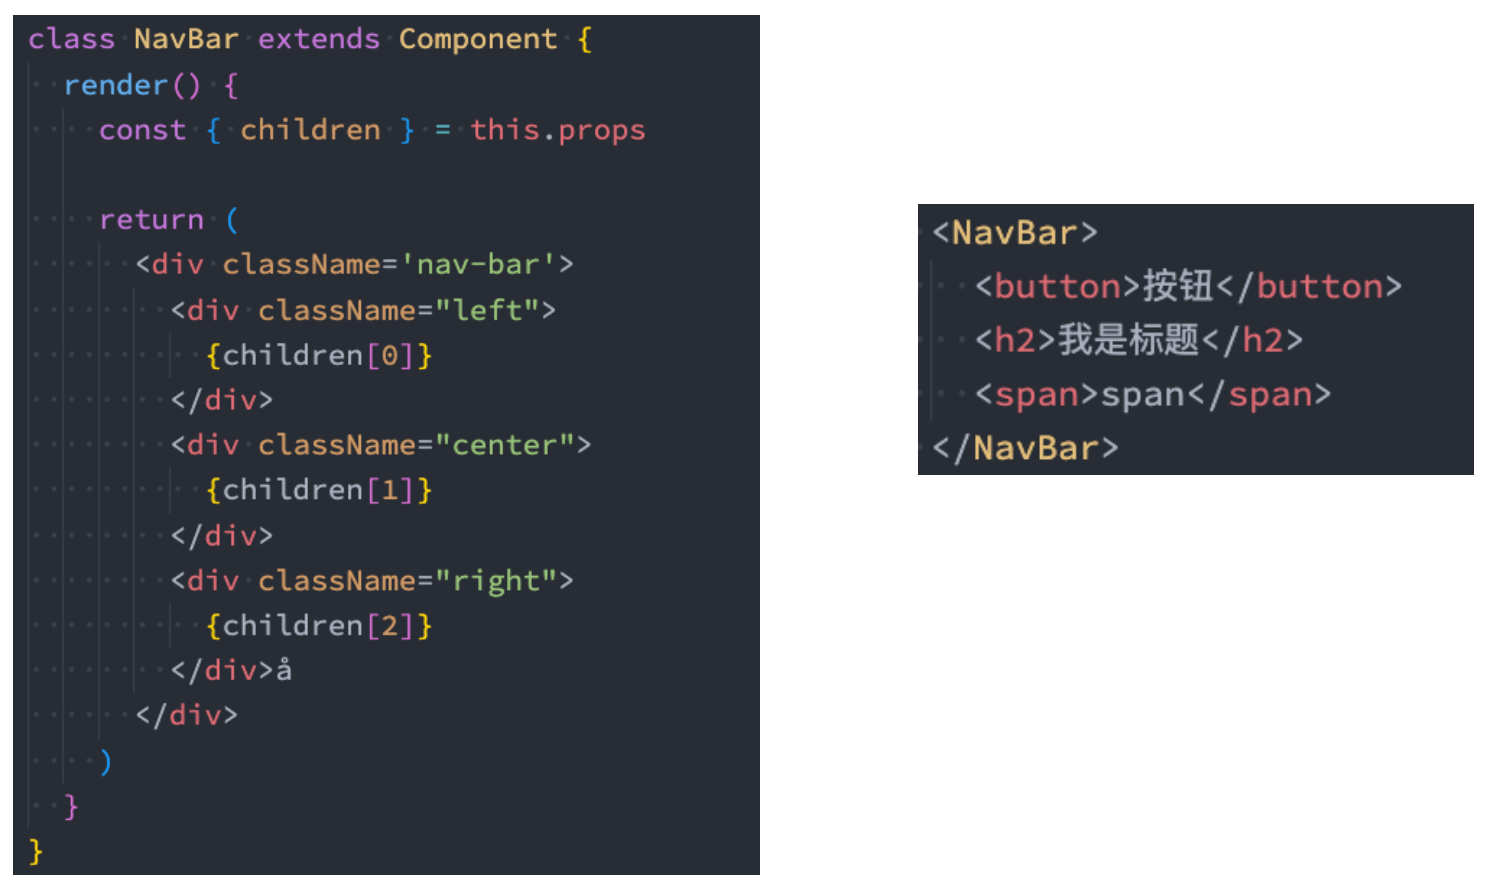 class NavBar extends Component {
  render() {
    const { children } = this.props

    return (
      <div className='nav-bar'>
        <div className="left">
          {children[0]}
        </div>
        <div className="center">
          {children[1]}
        </div>
        <div className="right">
          {children[2]}
        </div>å
      </div>
    )
  }
}
<NavBar>
  <button>按钮</button>
  <h2>我是标题</h2>
  <span>span</span>
</NavBar>